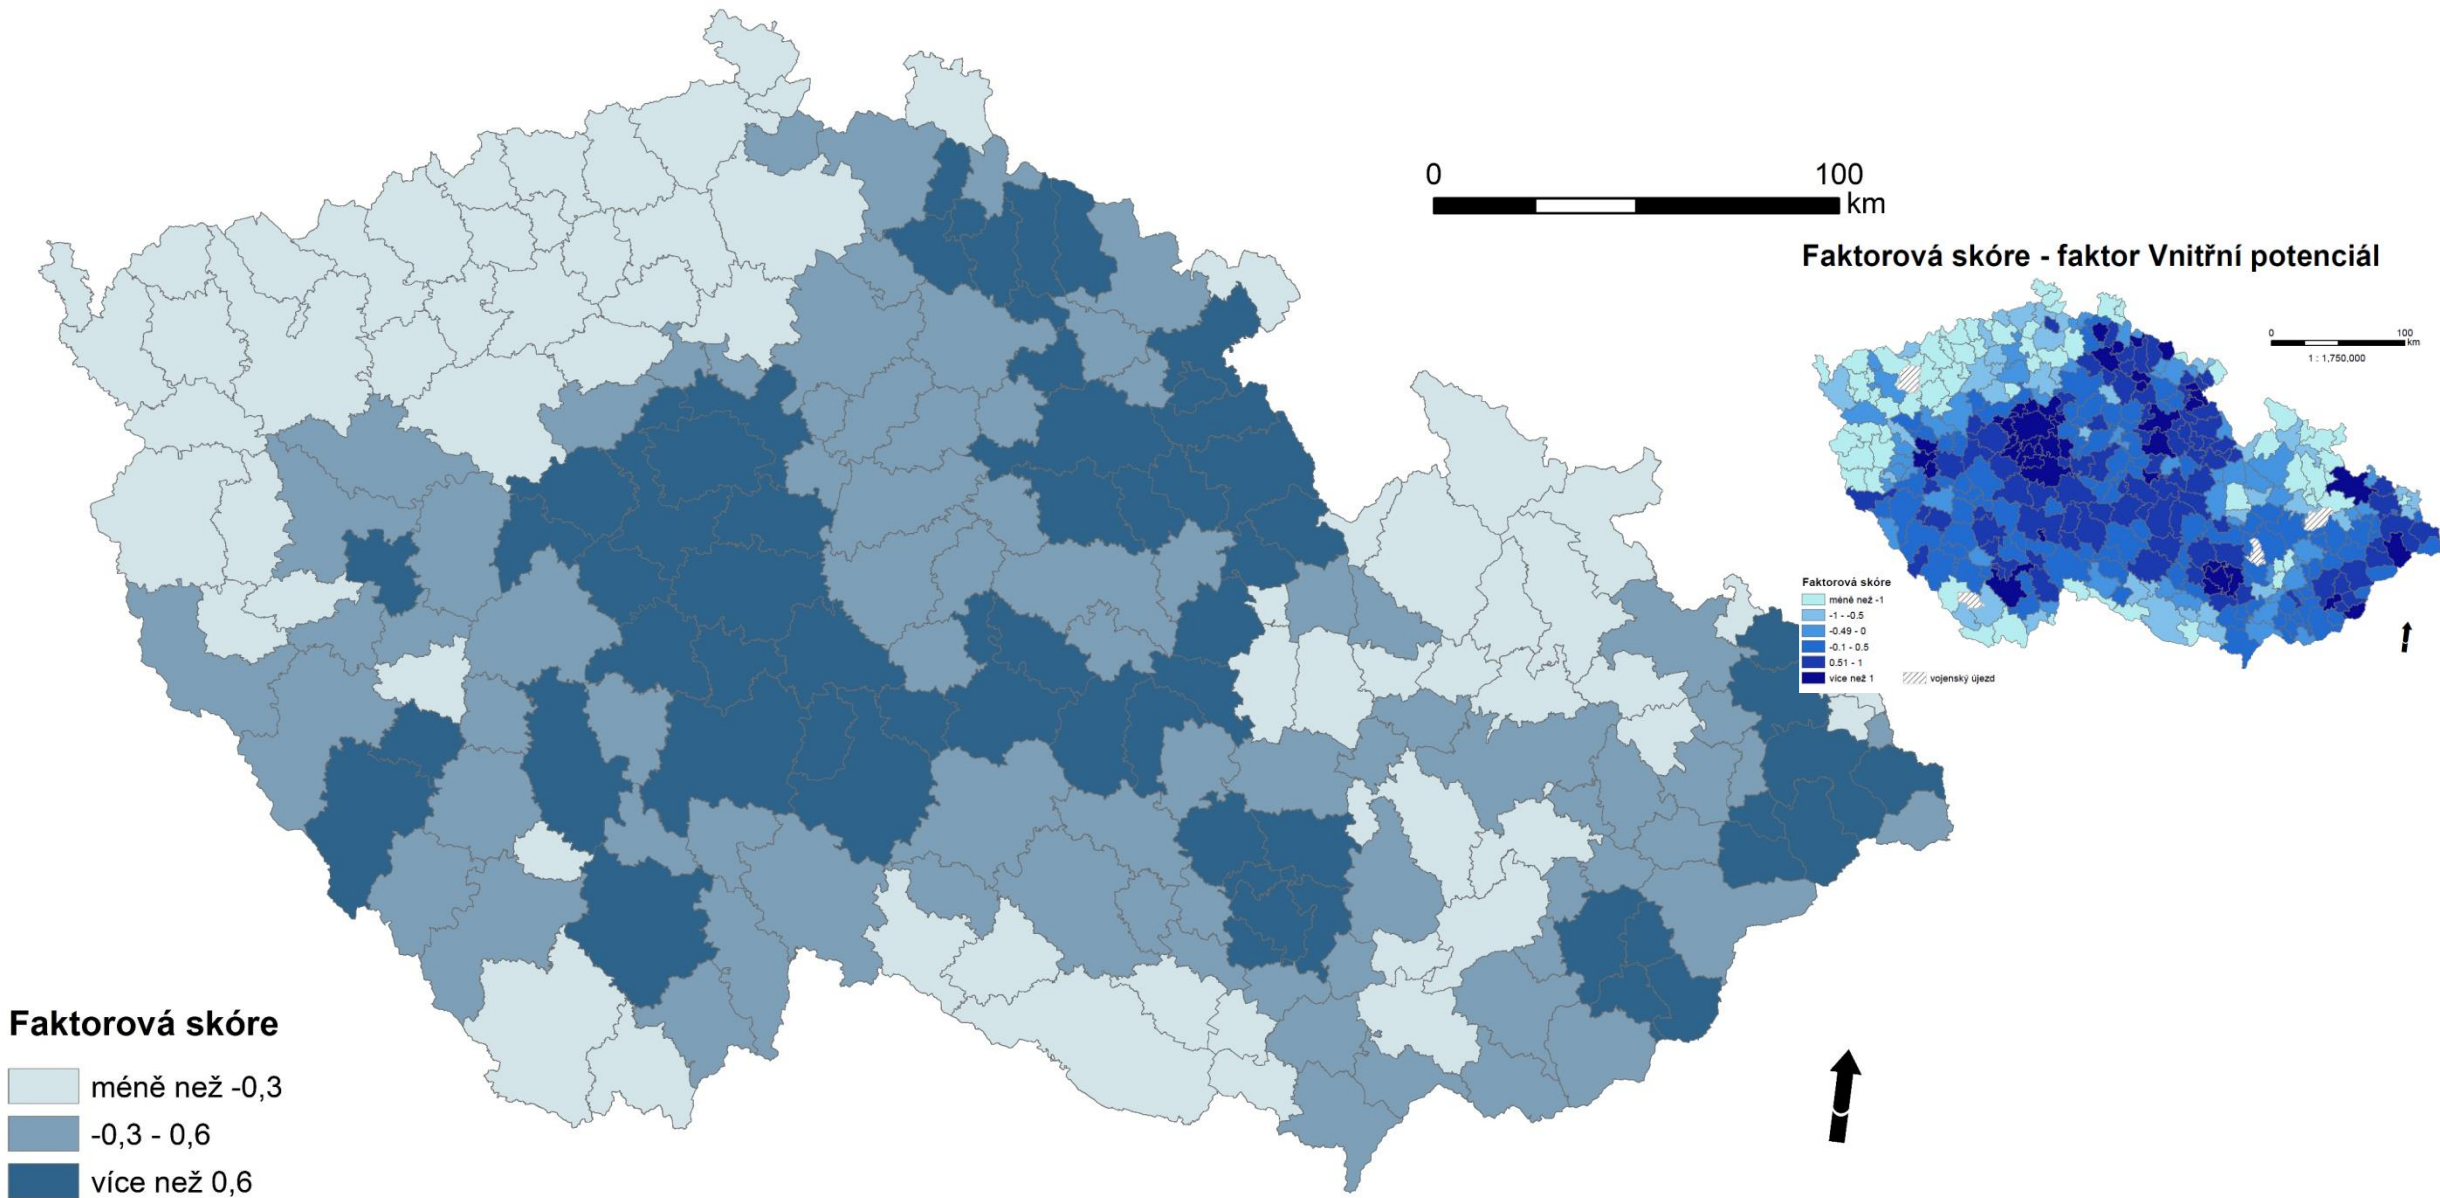 0 100
km
Faktorová skóre - faktor Vnitřní potenciál
0 100
km
1 : 1,750,000
Faktorová skóre
méně než -1
-1 - -0.5
-0.49 - 0
-0.1 - 0.5
0.51 - 1
více než 1
vojenský újezd
Faktorová skóre
méně než -0,3
-0,3 - 0,6
více než 0,6